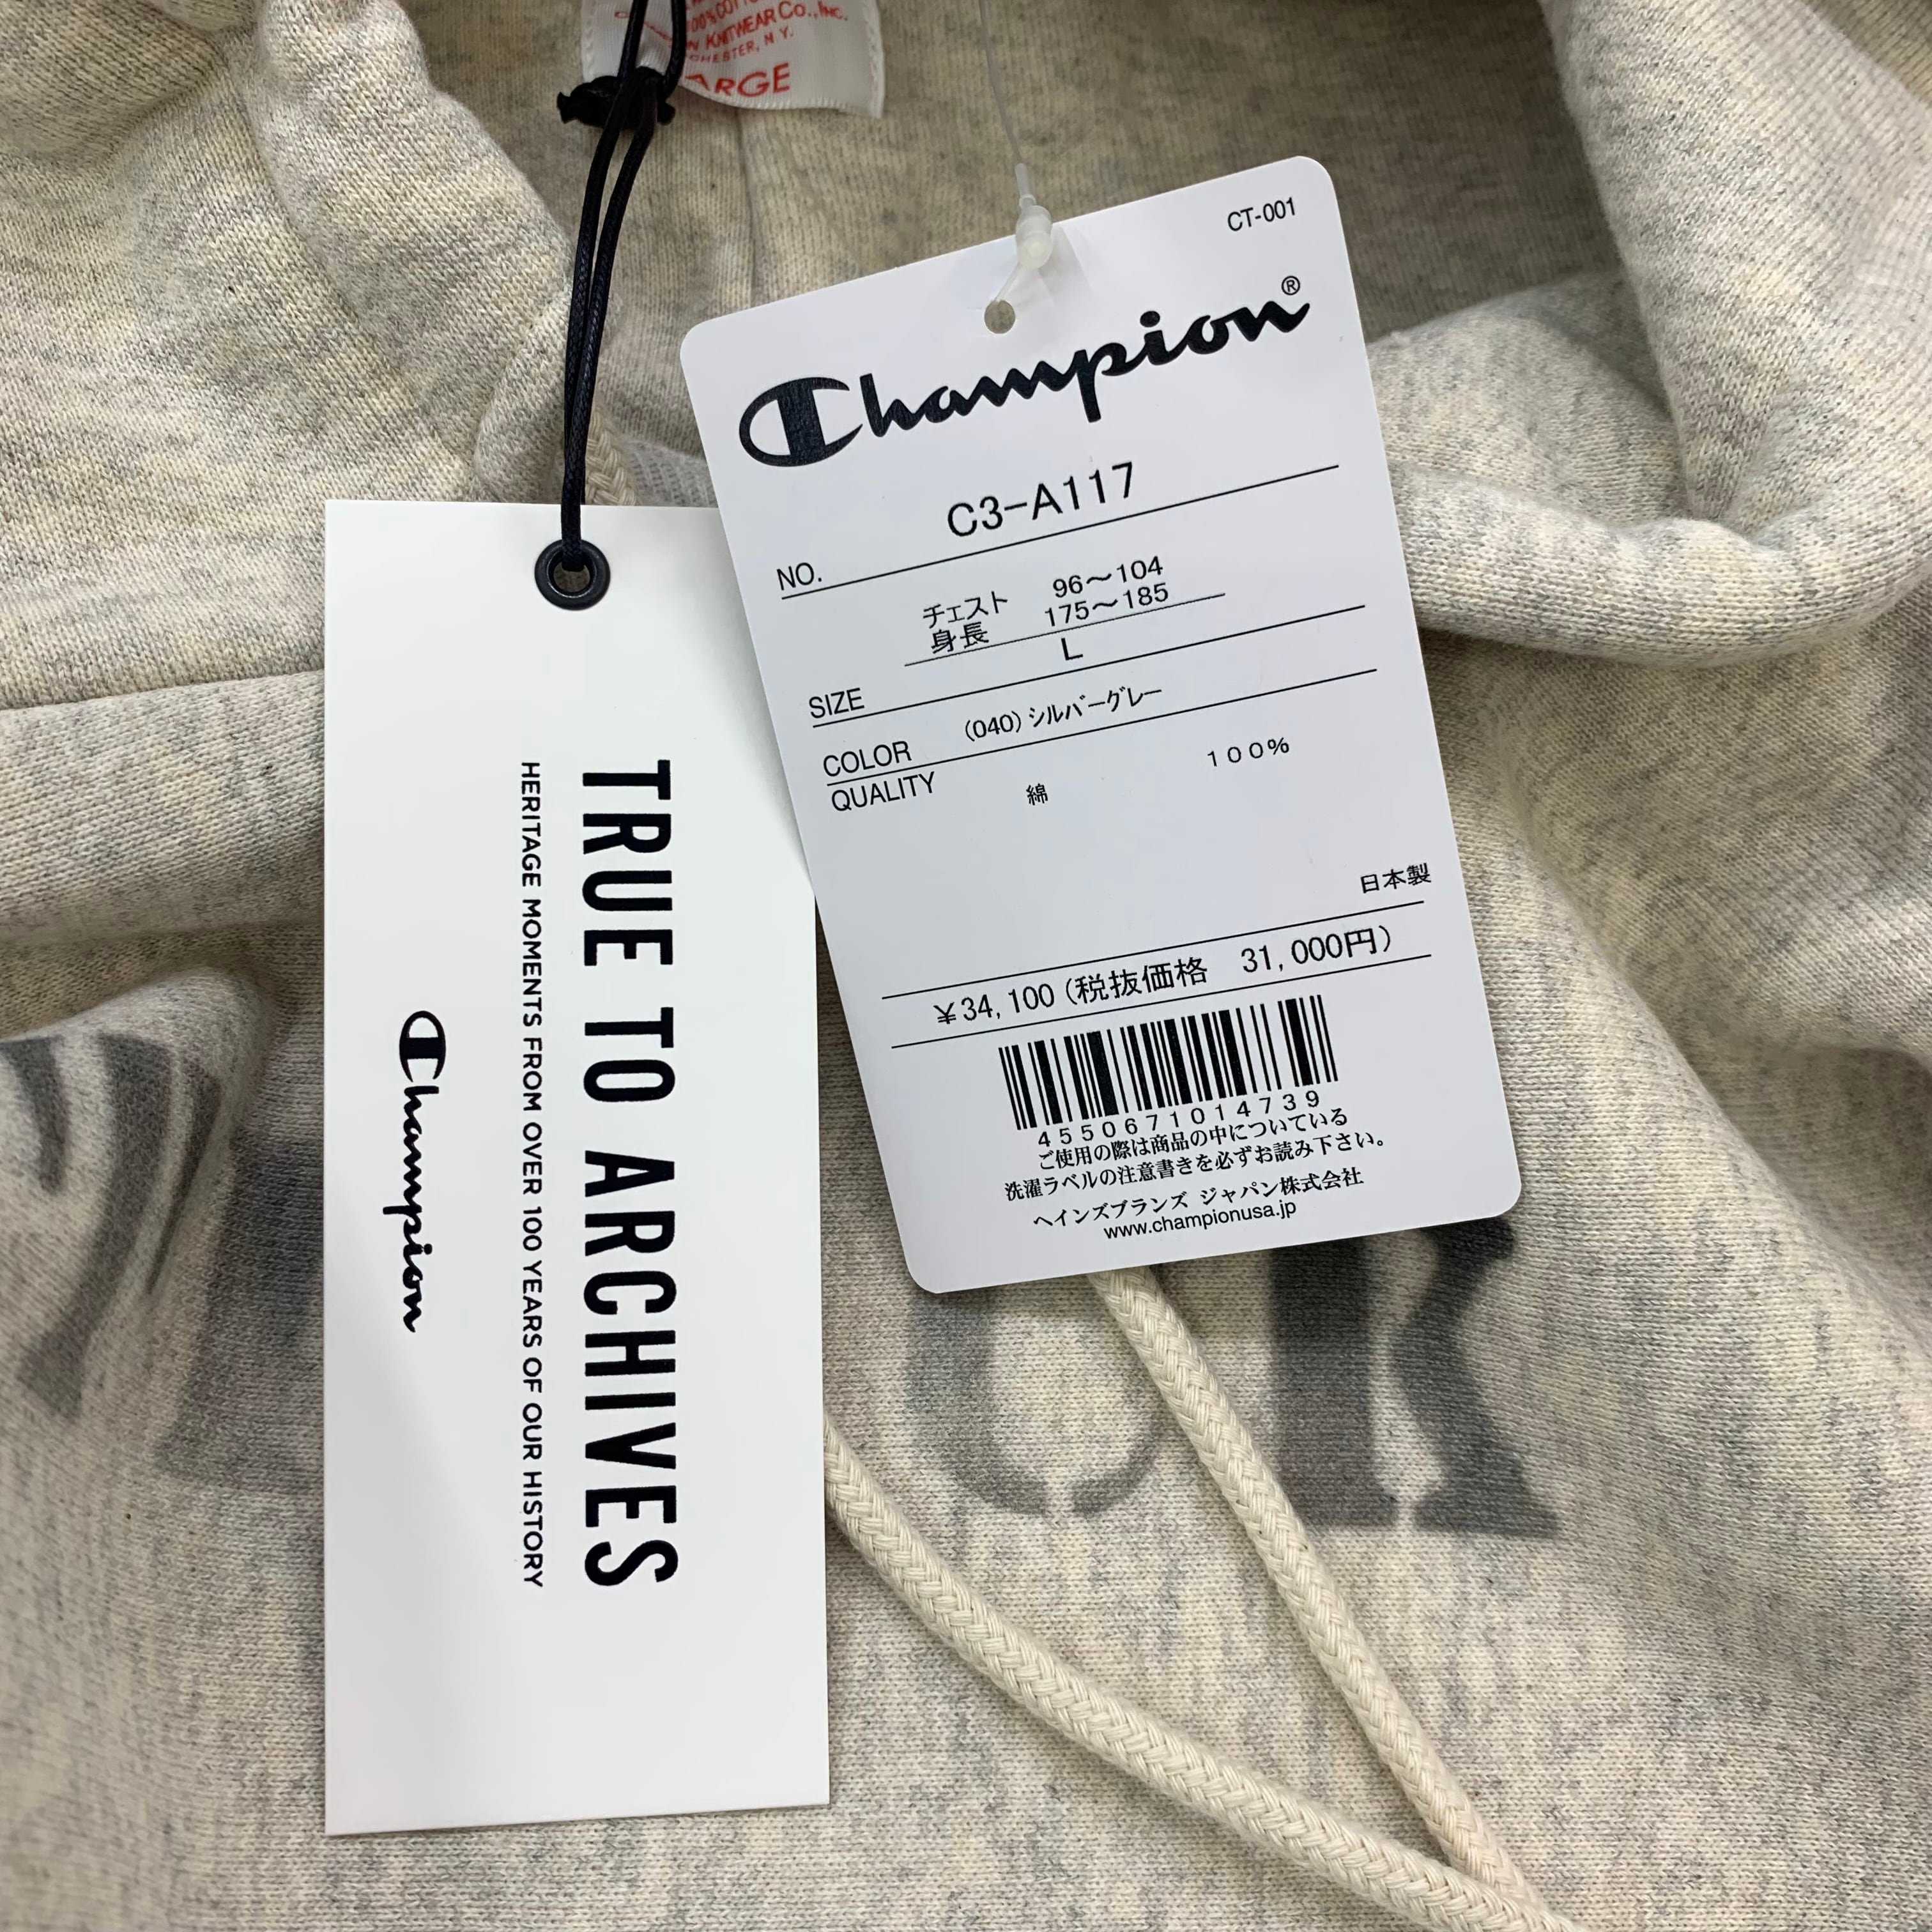 KNITWEAR CO., INC.
N.Y.
CT-001
Champion®
NO. C3-A117
チェスト 96〜104
身長 175〜185
SIZE L
COLOR (040) シルバーグレー
QUALITY 綿 100%
日本製
¥34,100 (税抜価格 31,000円)
4550671014739
ご使用の際は商品の中についている
洗濯ラベルの注意書きを必ずお読み下さい。
ヘインズブランズ ジャパン株式会社
www.championusa.jp
TRUE TO ARCHIVES
HERITAGE MOMENTS FROM OVER 100 YEARS OF OUR HISTORY
Champion